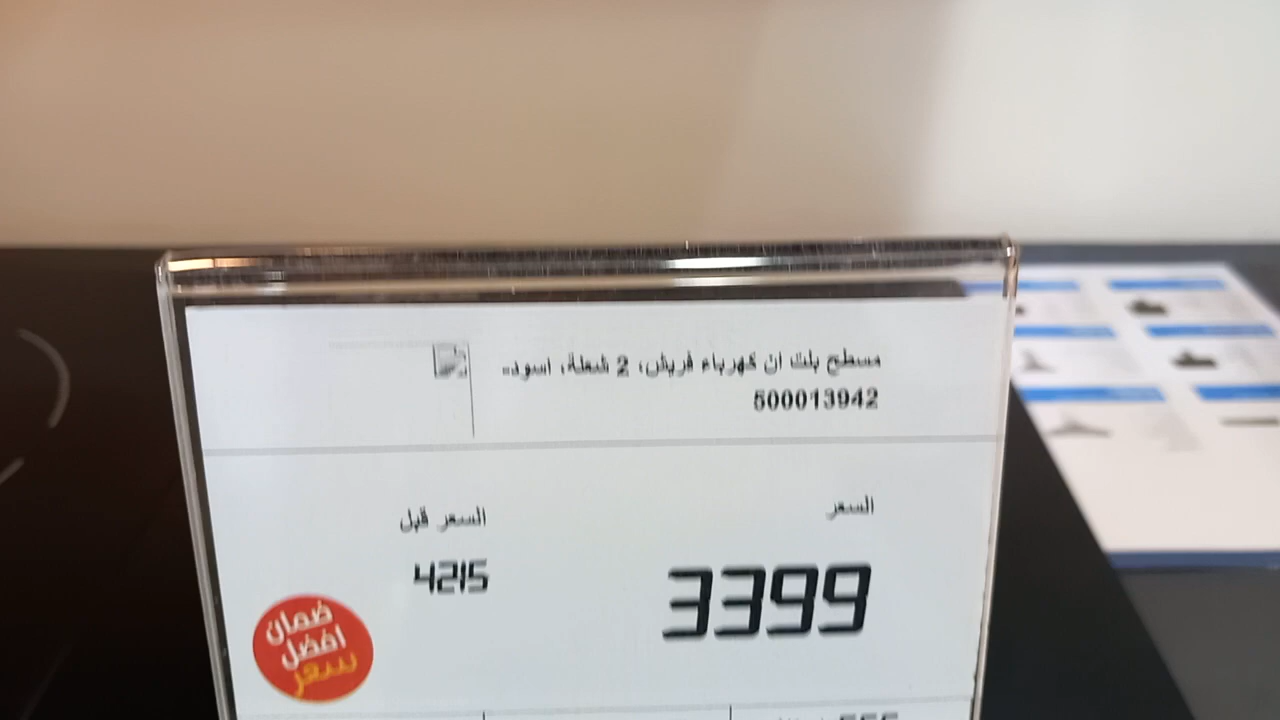 مسطح بلت ان كهرباء فريش، 2 شعلة، اسود-
500013942
السعر
السعر قبل
3399
4215
ضمان
افضل
سعر